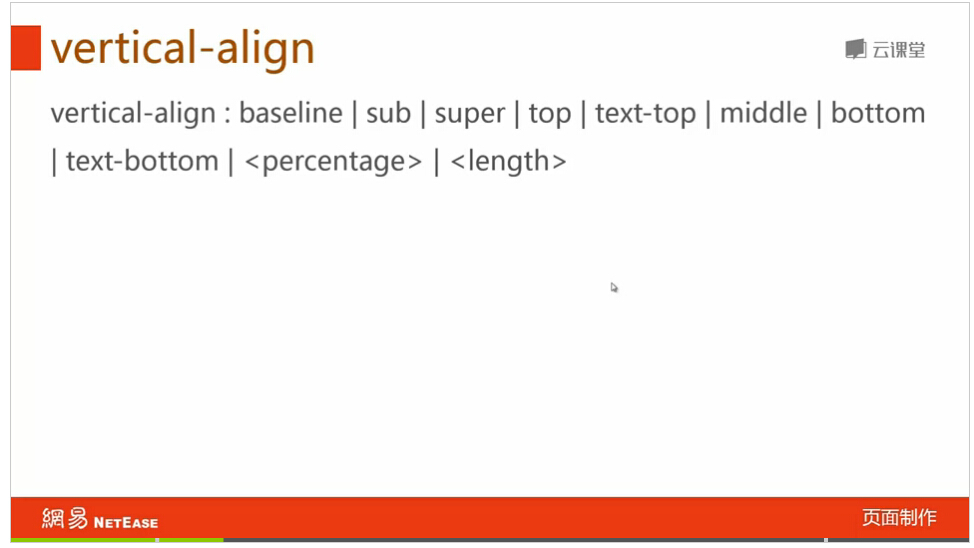 vertical-align
云课堂
vertical-align : baseline | sub | super | top | text-top | middle | bottom
| text-bottom | <percentage> | <length>
網易 NETEASE
页面制作